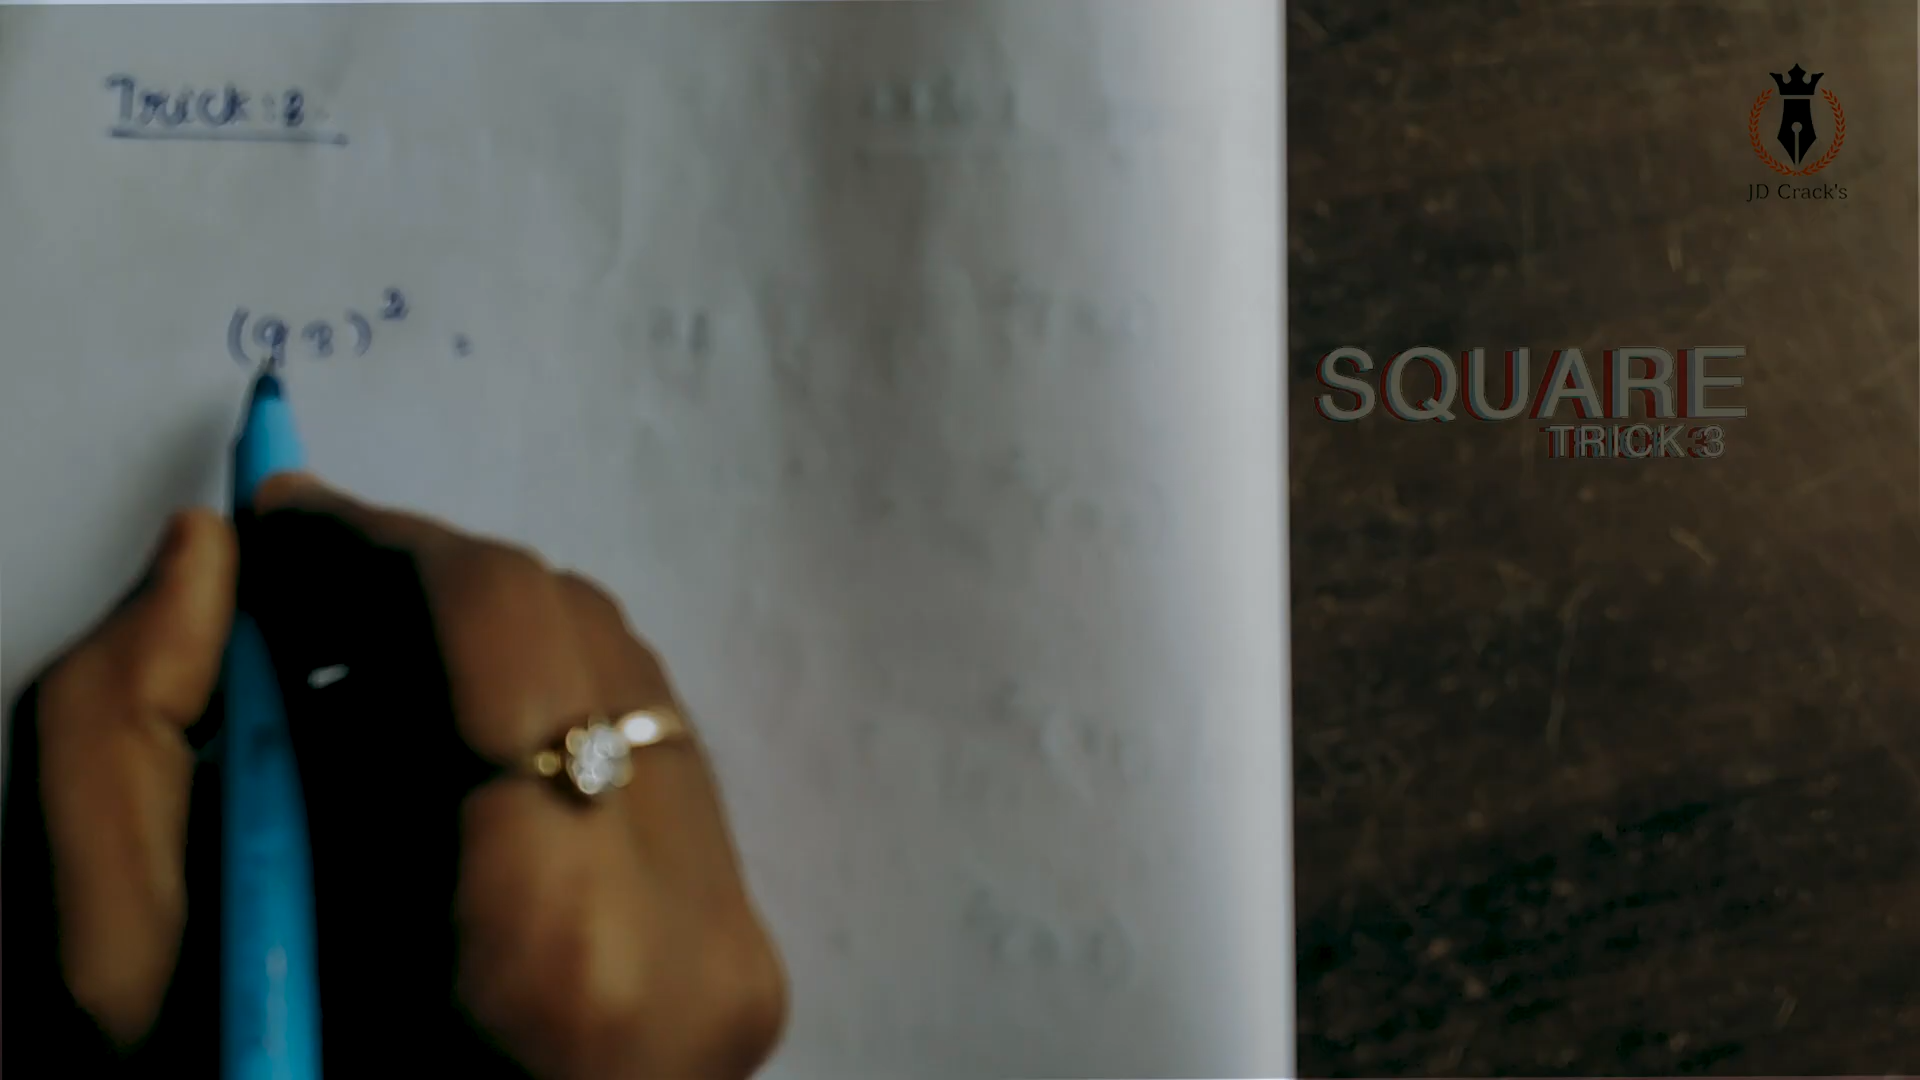 Trick : 3
(93)² =
JD Crack's
SQUARE
TRICK 3